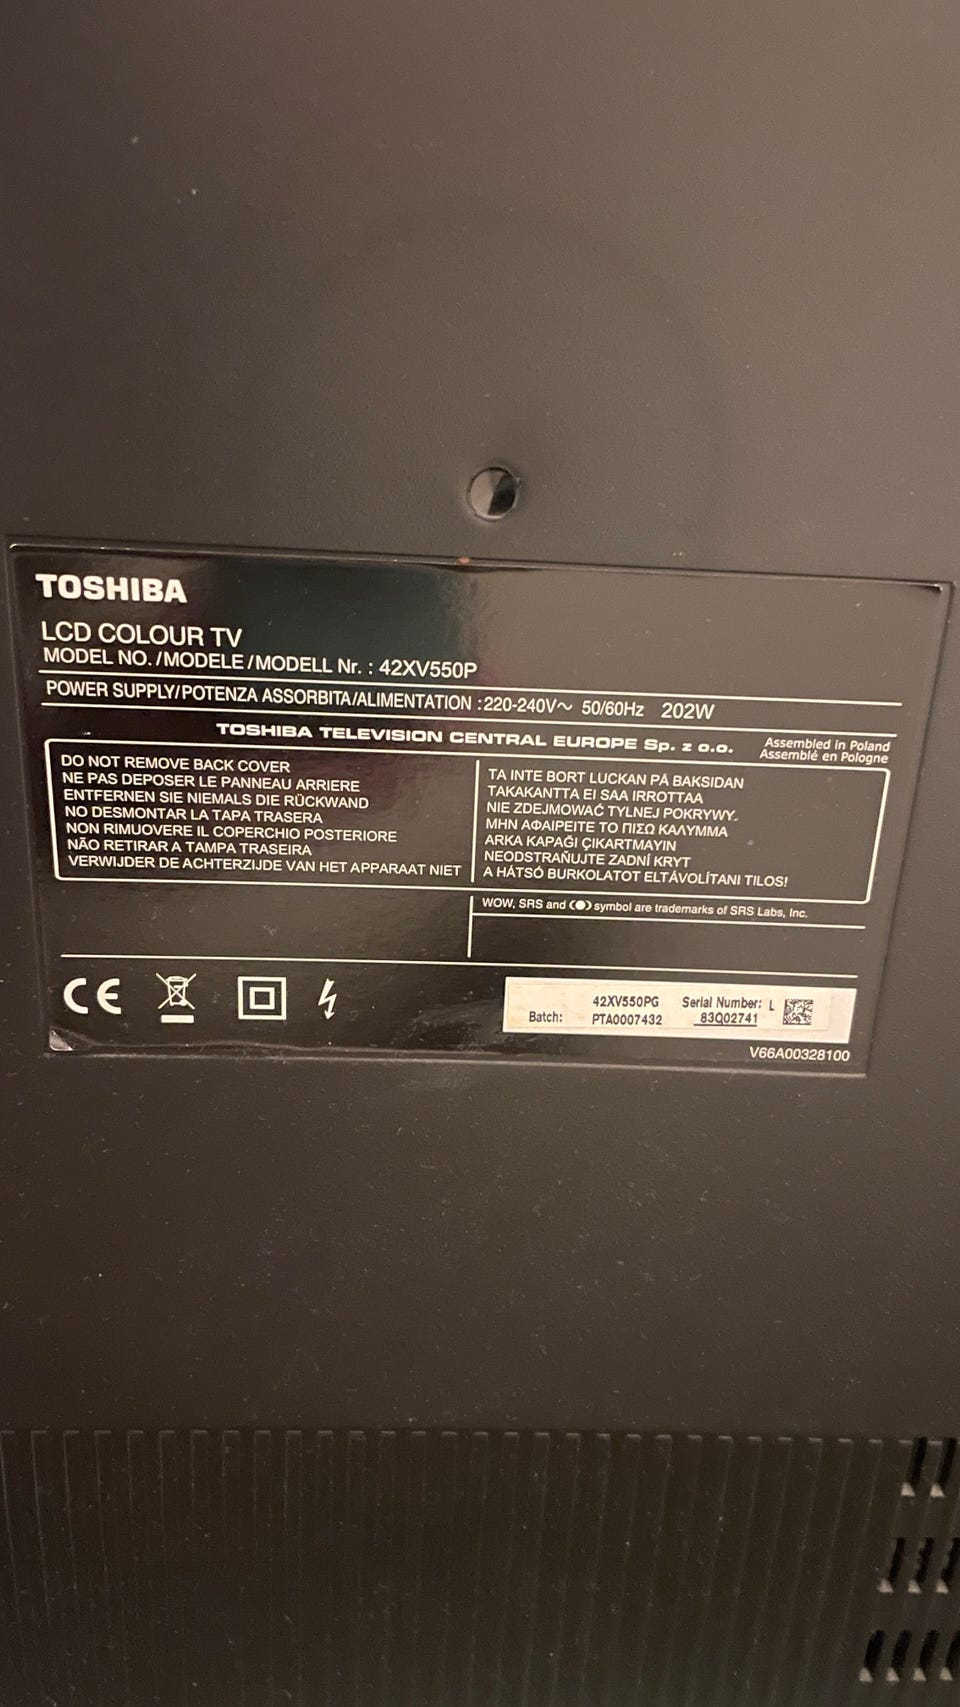 TOSHIBA
LCD COLOUR TV
MODEL NO./MODELE/MODELL Nr. : 42XV550P
POWER SUPPLY/POTENZA ASSORBITA/ALIMENTATION :220-240V～ 50/60Hz 202W
TOSHIBA TELEVISION CENTRAL EUROPE Sp. z o.o.
Assembled in Poland
Assemblé en Pologne
DO NOT REMOVE BACK COVER
NE PAS DEPOSER LE PANNEAU ARRIERE
ENTFERNEN SIE NIEMALS DIE RÜCKWAND
NO DESMONTAR LA TAPA TRASERA
NON RIMUOVERE IL COPERCHIO POSTERIORE
NÃO RETIRAR A TAMPA TRASEIRA
VERWIJDER DE ACHTERZIJDE VAN HET APPARAAT NIET
TA INTE BORT LUCKAN PÅ BAKSIDAN
TAKAKANTTA EI SAA IRROTTAA
NIE ZDEJMOWAĆ TYLNEJ POKRYWY.
ΜΗΝ ΑΦΑΙΡΕΙΤΕ ΤΟ ΠΙΣΩ ΚΑΛΥΜΜΑ
ARKA KAPAĞI ÇIKARTMAYIN
NEODSTRAŇUJTE ZADNÍ KRYT
A HÁTSÓ BURKOLATOT ELTÁVOLÍTANI TILOS!
WOW, SRS and symbol are trademarks of SRS Labs, Inc.
CE
42XV550PG Serial Number: L
Batch: PTA0007432 83Q02741
V66A00328100